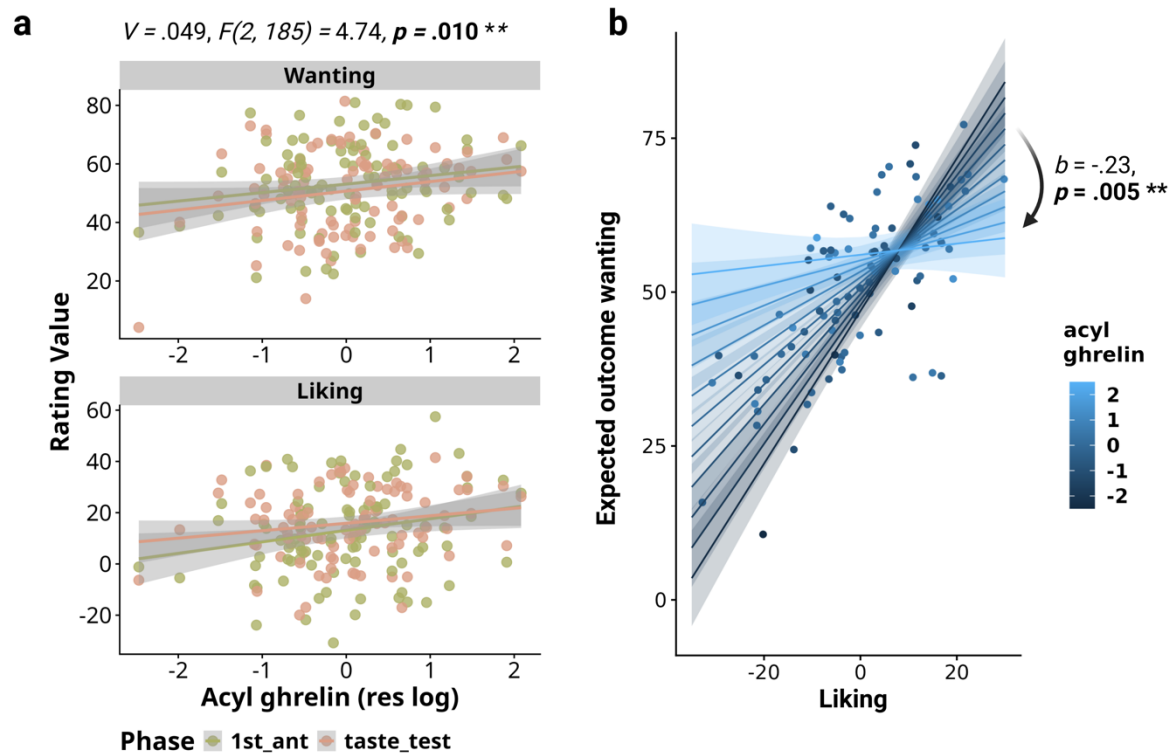 a
V = .049, F(2, 185) = 4.74, p = .010 **
Wanting
80
60
40
20
-2 -1 0 1 2
Liking
60
40
20
0
-20
-2 -1 0 1 2
Rating Value
Acyl ghrelin (res log)
Phase 1st_ant taste_test
b
75
50
25
0
-20 0 20
Expected outcome wanting
Liking
b = -.23,
p = .005 **
acyl
ghrelin
2
1
0
-1
-2